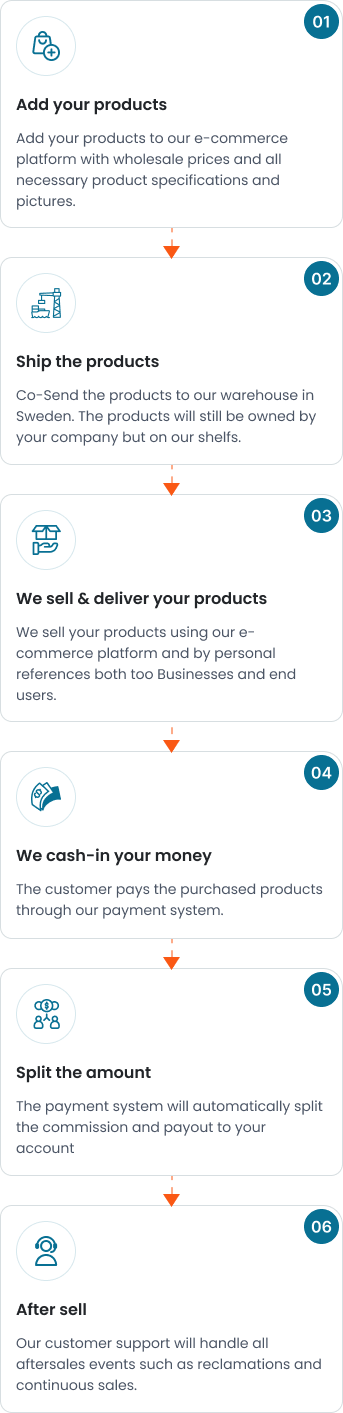 01
Add your products
Add your products to our e-commerce
platform with wholesale prices and all
necessary product specifications and
pictures.
02
Ship the products
Co-Send the products to our warehouse in
Sweden. The products will still be owned by
your company but on our shelfs.
03
We sell & deliver your products
We sell your products using our e-
commerce platform and by personal
references both too Businesses and end
users.
04
We cash-in your money
The customer pays the purchased products
through our payment system.
05
Split the amount
The payment system will automatically split
the commission and payout to your
account
06
After sell
Our customer support will handle all
aftersales events such as reclamations and
continuous sales.